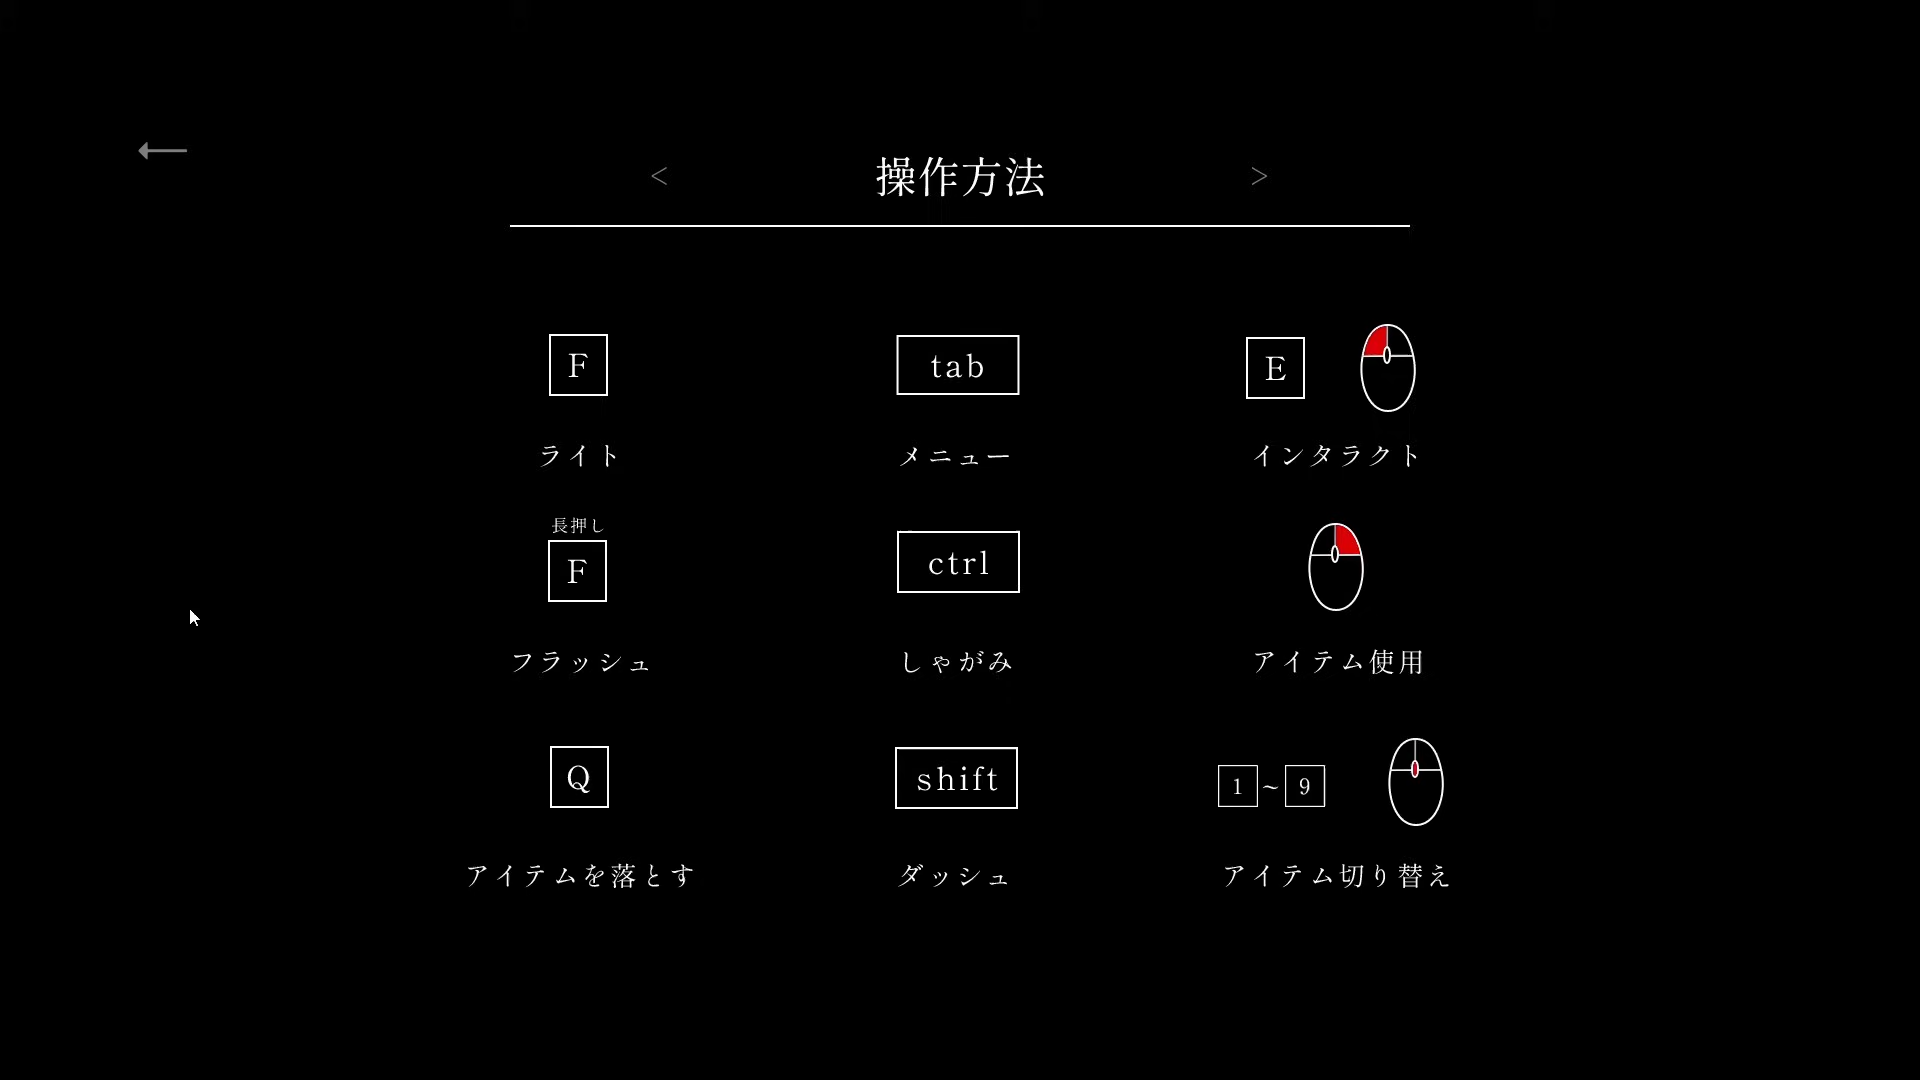 < 操作方法 >
F
tab
E
ライト
メニュー
インタラクト
長押し
F
ctrl
フラッシュ
しゃがみ
アイテム使用
Q
shift
1~9
アイテムを落とす
ダッシュ
アイテム切り替え